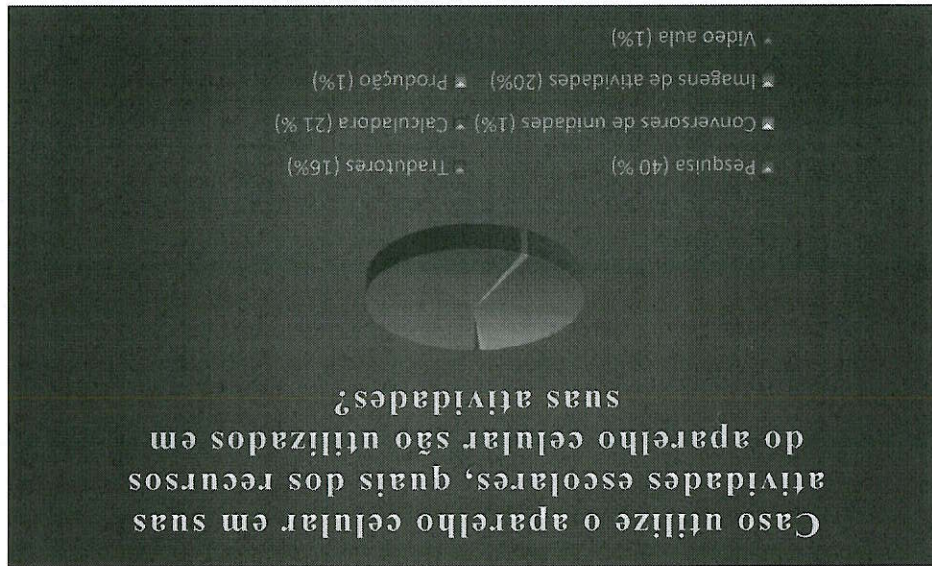 Caso utilize o aparelho celular em suas
atividades escolares, quais dos recursos
do aparelho celular são utilizados em
suas atividades?
Pesquisa (40 %) Tradutores (16%)
Conversores de unidades (1%) Calculadora (21 %)
Imagens de atividades (20%) Produção (1%)
Video aula (1%)